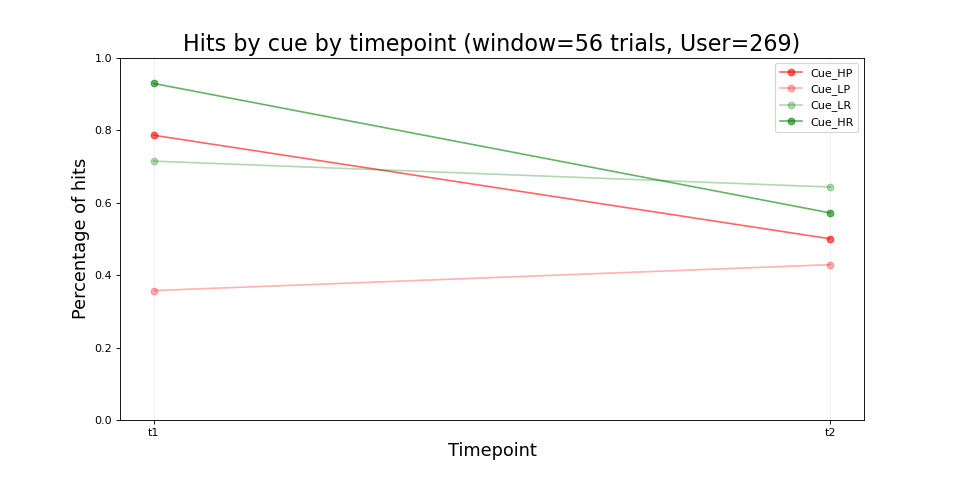 Hits by cue by timepoint (window=56 trials, User=269)
1.0
0.8
0.6
0.4
0.2
0.0
Percentage of hits
Cue_HP
Cue_LP
Cue_LR
Cue_HR
t1
t2
Timepoint